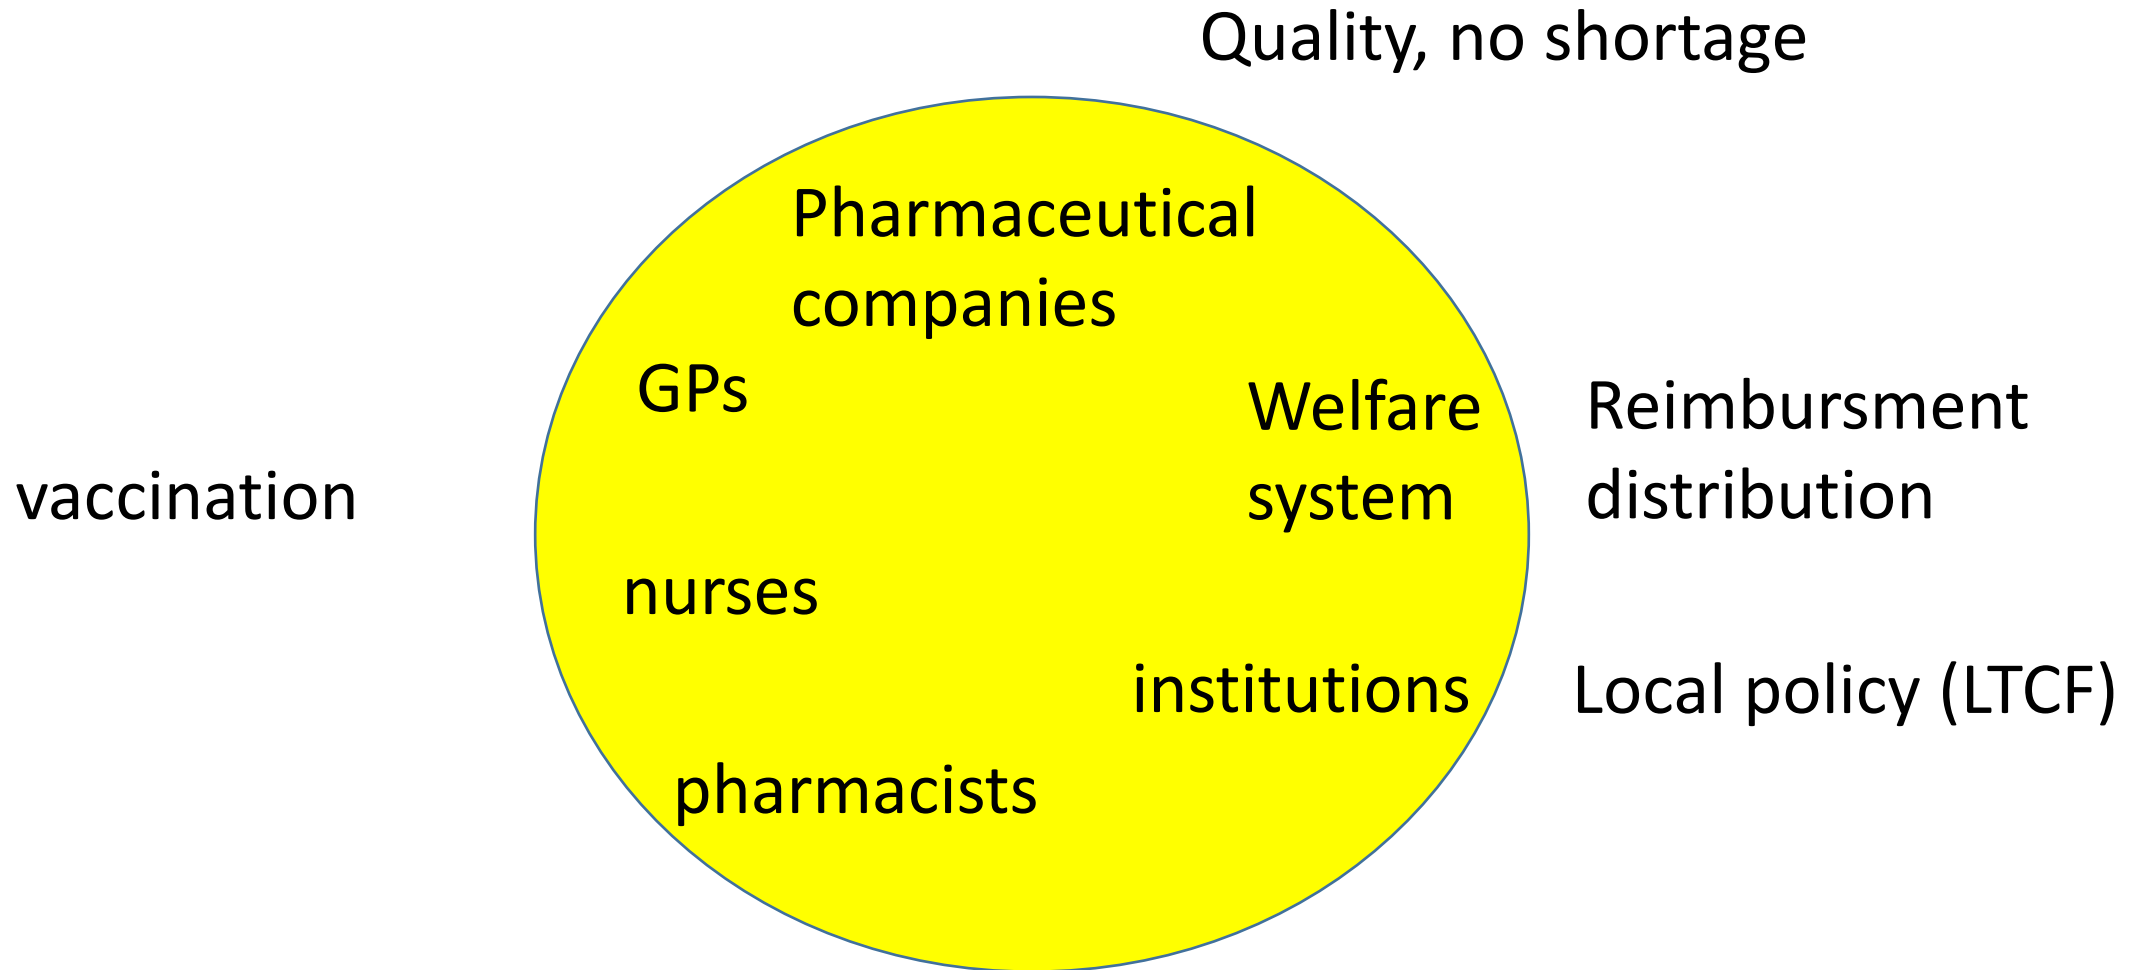 Quality, no shortage
Pharmaceutical
companies
GPs
Welfare
system
Reimbursment
distribution
vaccination
nurses
institutions
Local policy (LTCF)
pharmacists